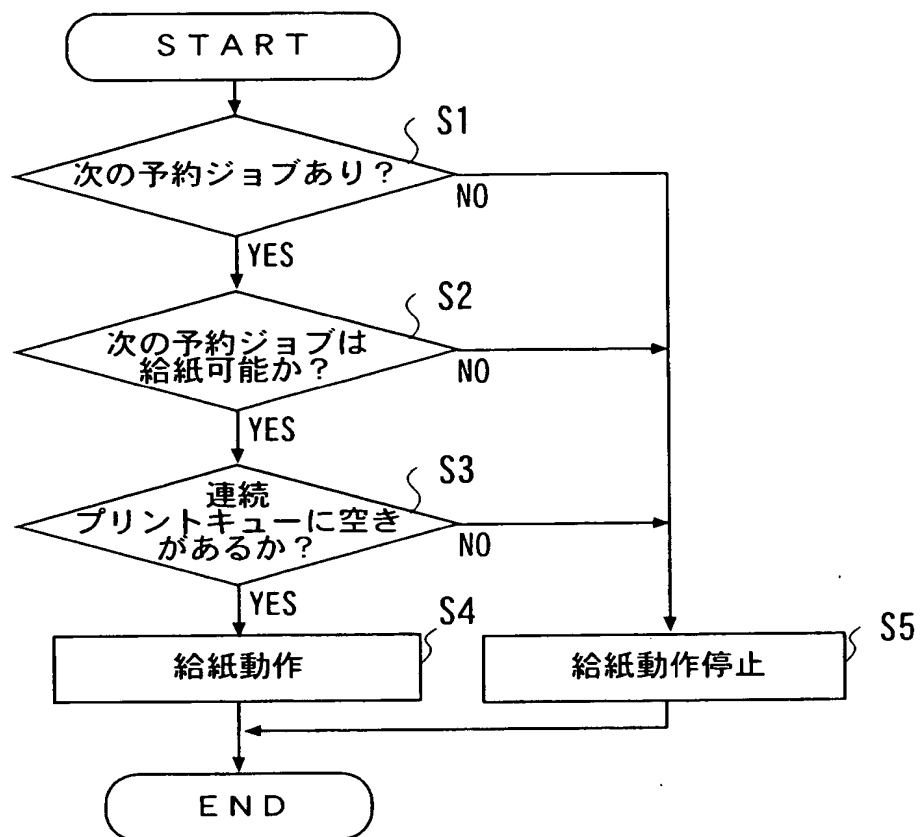 START
S1
次の予約ジョブあり？
NO
YES
S2
次の予約ジョブは
給紙可能か？
NO
YES
S3
連続
プリントキューに空き
があるか？
NO
YES
S4
給紙動作
S5
給紙動作停止
END